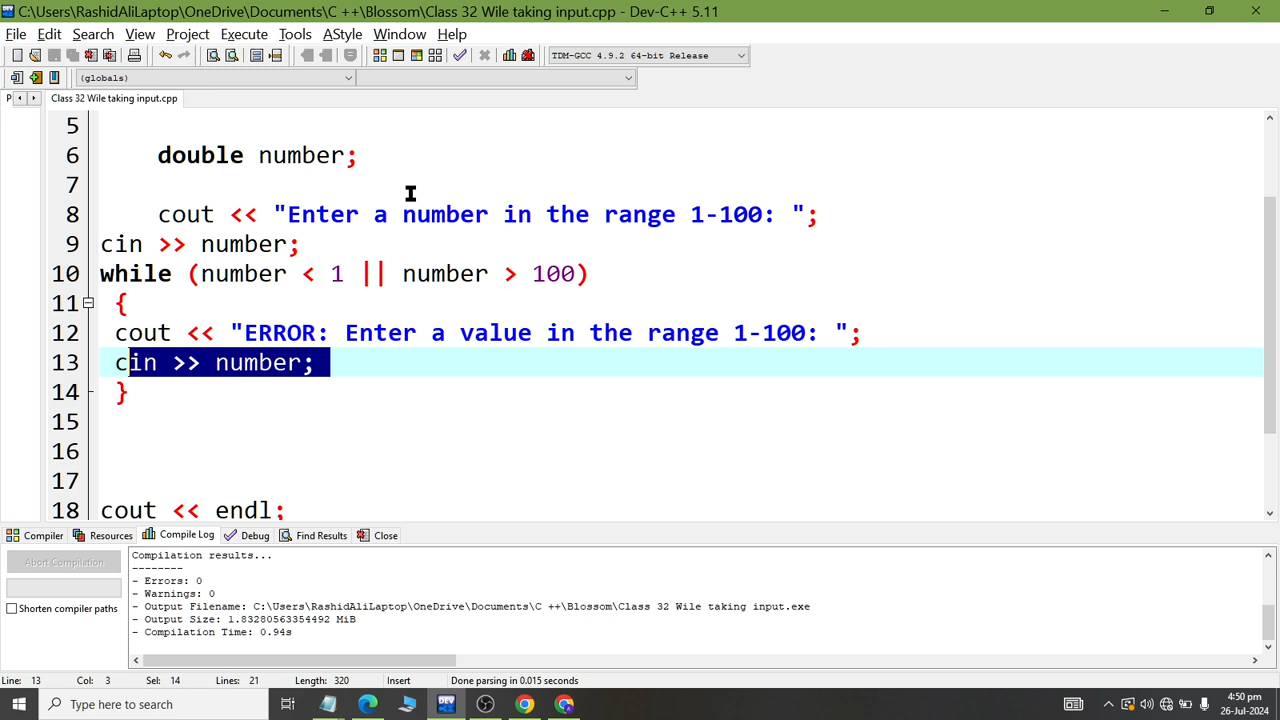 C:\Users\RashidAliLaptop\OneDrive\Documents\C ++\Blossom\Class 32 Wile taking input.cpp - Dev-C++ 5.11
File Edit Search View Project Execute Tools AStyle Window Help
TDM-GCC 4.9.2 64-bit Release
(globals)
P Class 32 Wile taking input.cpp
5
6 double number;
7
8 cout << "Enter a number in the range 1-100: ";
9 cin >> number;
10 while (number < 1 || number > 100)
11 {
12 cout << "ERROR: Enter a value in the range 1-100: ";
13 cin >> number;
14 }
15
16
17
18 cout << endl;
Compiler Resources Compile Log Debug Find Results Close
Abort Compilation
Shorten compiler paths
Compilation results...
--------
- Errors: 0
- Warnings: 0
- Output Filename: C:\Users\RashidAliLaptop\OneDrive\Documents\C ++\Blossom\Class 32 Wile taking input.exe
- Output Size: 1.83280563354492 MiB
- Compilation Time: 0.94s
Line: 13 Col: 3 Sel: 14 Lines: 21 Length: 320 Insert Done parsing in 0.015 seconds
Type here to search
DEV
4:50 pm
26-Jul-2024